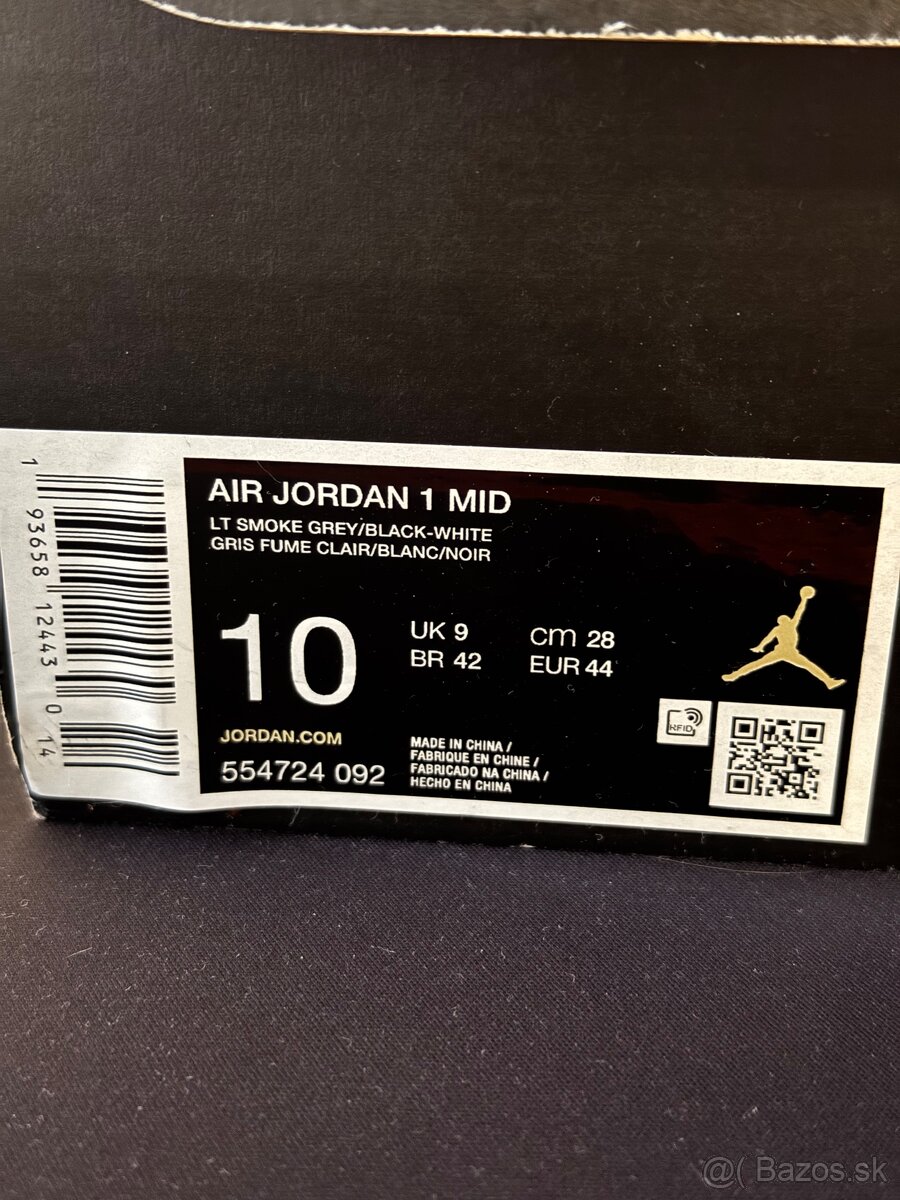 1 93658 12443 0 14
AIR JORDAN 1 MID
LT SMOKE GREY/BLACK-WHITE
GRIS FUME CLAIR/BLANC/NOIR
10
UK 9
BR 42
cm 28
EUR 44
JORDAN.COM
554724 092
MADE IN CHINA /
FABRIQUE EN CHINE /
FABRICADO NA CHINA /
HECHO EN CHINA
RFID
@( Bazos.sk